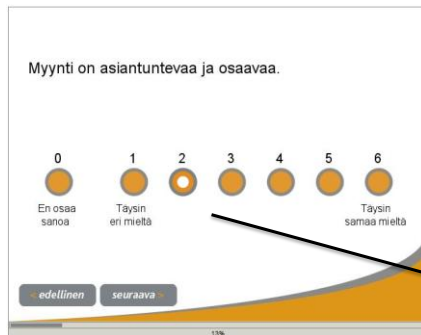 Myynti on asiantuntevaa ja osaavaa.
0 1 2 3 4 5 6
En osaa sanoa
Täysin eri mieltä
Täysin samaa mieltä
< edellinen seuraava >
13%